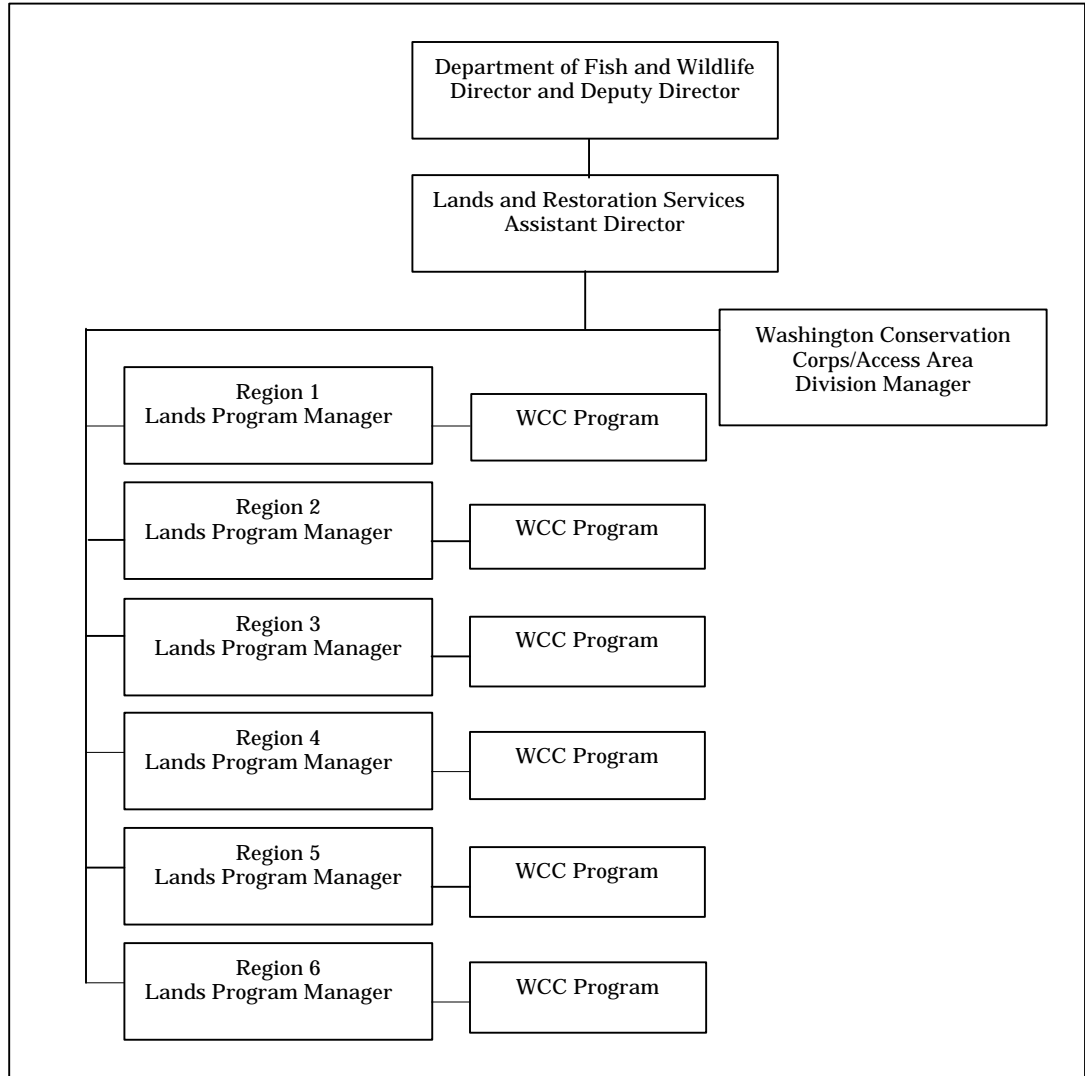 Department of Fish and Wildlife
Director and Deputy Director
Lands and Restoration Services
Assistant Director
Washington Conservation
Corps/Access Area
Division Manager
Region 1
Lands Program Manager
WCC Program
Region 2
Lands Program Manager
WCC Program
Region 3
Lands Program Manager
WCC Program
Region 4
Lands Program Manager
WCC Program
Region 5
Lands Program Manager
WCC Program
Region 6
Lands Program Manager
WCC Program